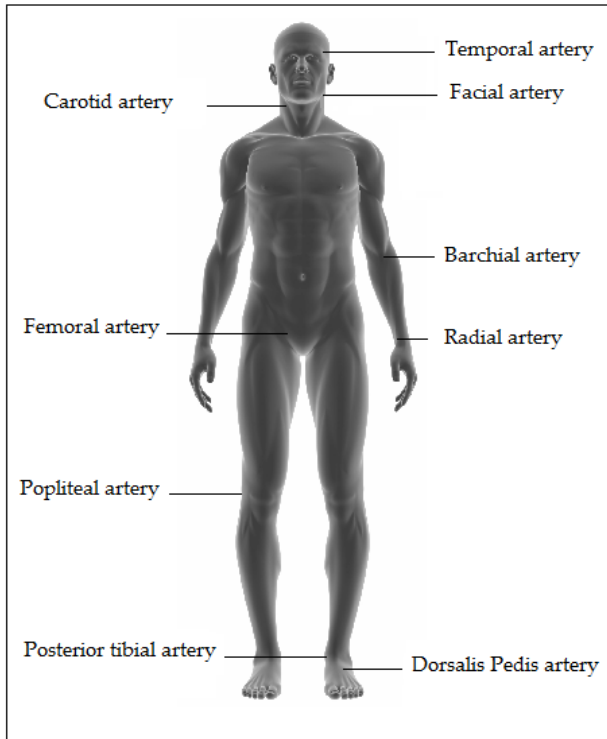 Temporal artery
Facial artery
Carotid artery
Barchial artery
Femoral artery
Radial artery
Popliteal artery
Posterior tibial artery
Dorsalis Pedis artery